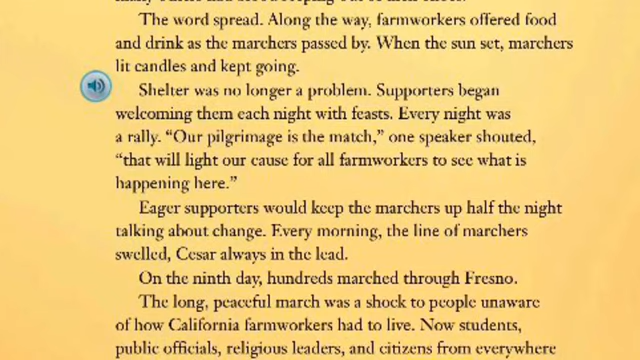 The word spread. Along the way, farmworkers offered food
and drink as the marchers passed by. When the sun set, marchers
lit candles and kept going.
Shelter was no longer a problem. Supporters began
welcoming them each night with feasts. Every night was
a rally. “Our pilgrimage is the match,” one speaker shouted,
“that will light our cause for all farmworkers to see what is
happening here.”
Eager supporters would keep the marchers up half the night
talking about change. Every morning, the line of marchers
swelled, Cesar always in the lead.
On the ninth day, hundreds marched through Fresno.
The long, peaceful march was a shock to people unaware
of how California farmworkers had to live. Now students,
public officials, religious leaders, and citizens from everywhere